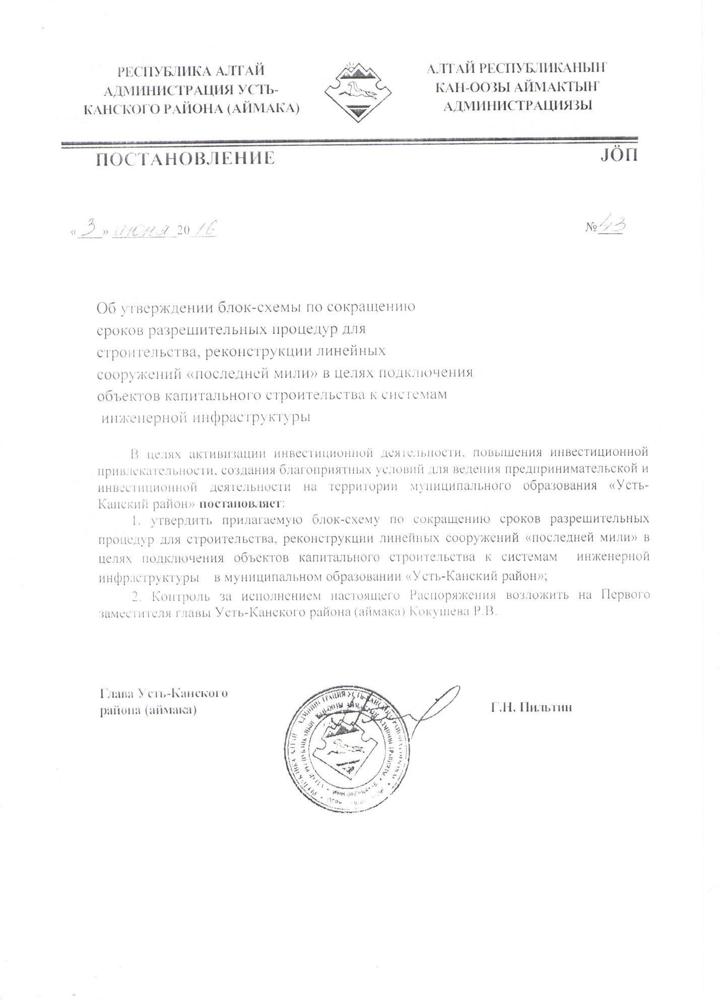 РЕСПУБЛИКА АЛТАЙ
АДМИНИСТРАЦИЯ УСТЬ-
КАНСКОГО РАЙОНА (АЙМАКА)
АЛТАЙ РЕСПУБЛИКАНЫҤ
КАН-ООЗЫ АЙМАКТЫҤ
АДМИНИСТРАЦИЯЗЫ
ПОСТАНОВЛЕНИЕ
JӦП
«3» июня 2016
№43
Об утверждении блок-схемы по сокращению
сроков разрешительных процедур для
строительства, реконструкции линейных
сооружений «последней мили» в целях подключения
объектов капитального строительства к системам
инженерной инфраструктуры
В целях активизации инвестиционной деятельности, повышения инвестиционной
привлекательности, создания благоприятных условий для ведения предпринимательской и
инвестиционной деятельности на территории муниципального образования «Усть-
Канский район» постановляет:
1. утвердить прилагаемую блок-схему по сокращению сроков разрешительных
процедур для строительства, реконструкции линейных сооружений «последней мили» в
целях подключения объектов капитального строительства к системам инженерной
инфраструктуры в муниципальном образовании «Усть-Канский район»;
2. Контроль за исполнением настоящего Распоряжения возложить на Первого
заместителя главы Усть-Канского района (аймака) Кокушева Р.В.
Глава Усть-Канского
района (аймака)
Г.Н. Пильтин
АДМИНИСТРАЦИЯ УСТЬ-КАНСКОГО РАЙОНА